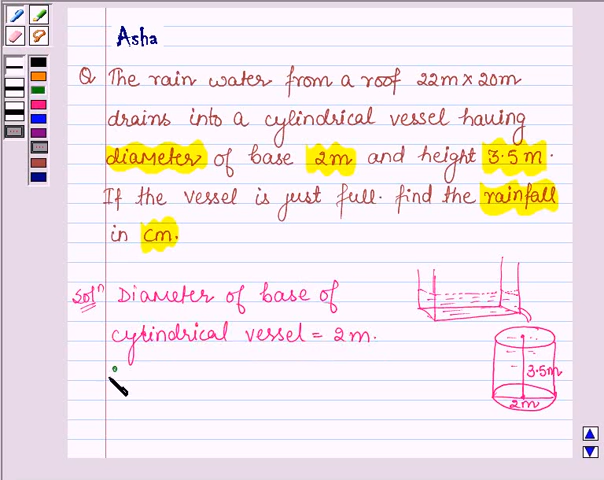 Asha
Q The rain water from a roof 22m × 20m
drains into a cylindrical vessel having
diameter of base 2m and height 3.5m.
If the vessel is just full. find the rainfall
in cm.
Solⁿ Diameter of base of
cylindrical vessel = 2m.
3.5m
2m